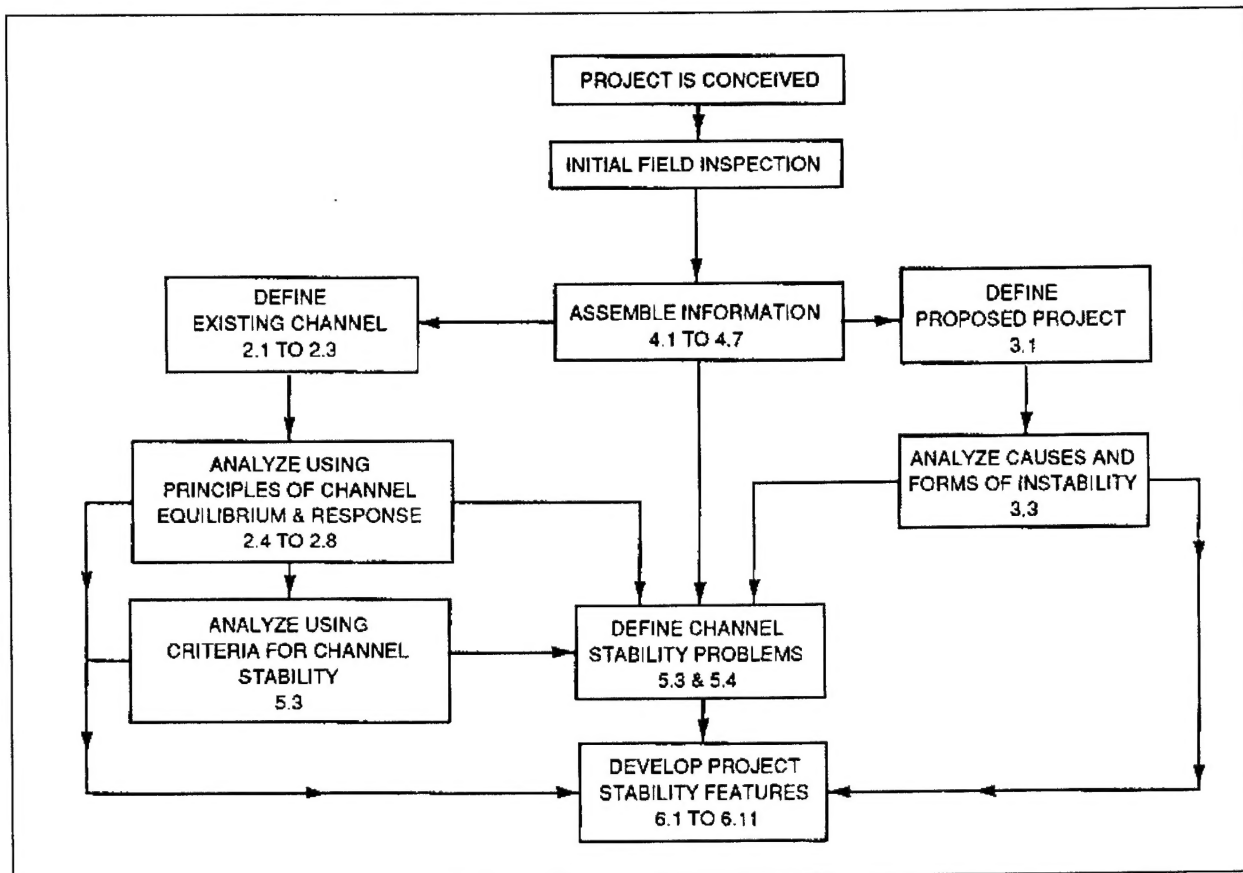 PROJECT IS CONCEIVED
INITIAL FIELD INSPECTION
DEFINE
EXISTING CHANNEL
2.1 TO 2.3
ASSEMBLE INFORMATION
4.1 TO 4.7
DEFINE
PROPOSED PROJECT
3.1
ANALYZE USING
PRINCIPLES OF CHANNEL
EQUILIBRIUM & RESPONSE
2.4 TO 2.8
ANALYZE CAUSES AND
FORMS OF INSTABILITY
3.3
ANALYZE USING
CRITERIA FOR CHANNEL
STABILITY
5.3
DEFINE CHANNEL
STABILITY PROBLEMS
5.3 & 5.4
DEVELOP PROJECT
STABILITY FEATURES
6.1 TO 6.11